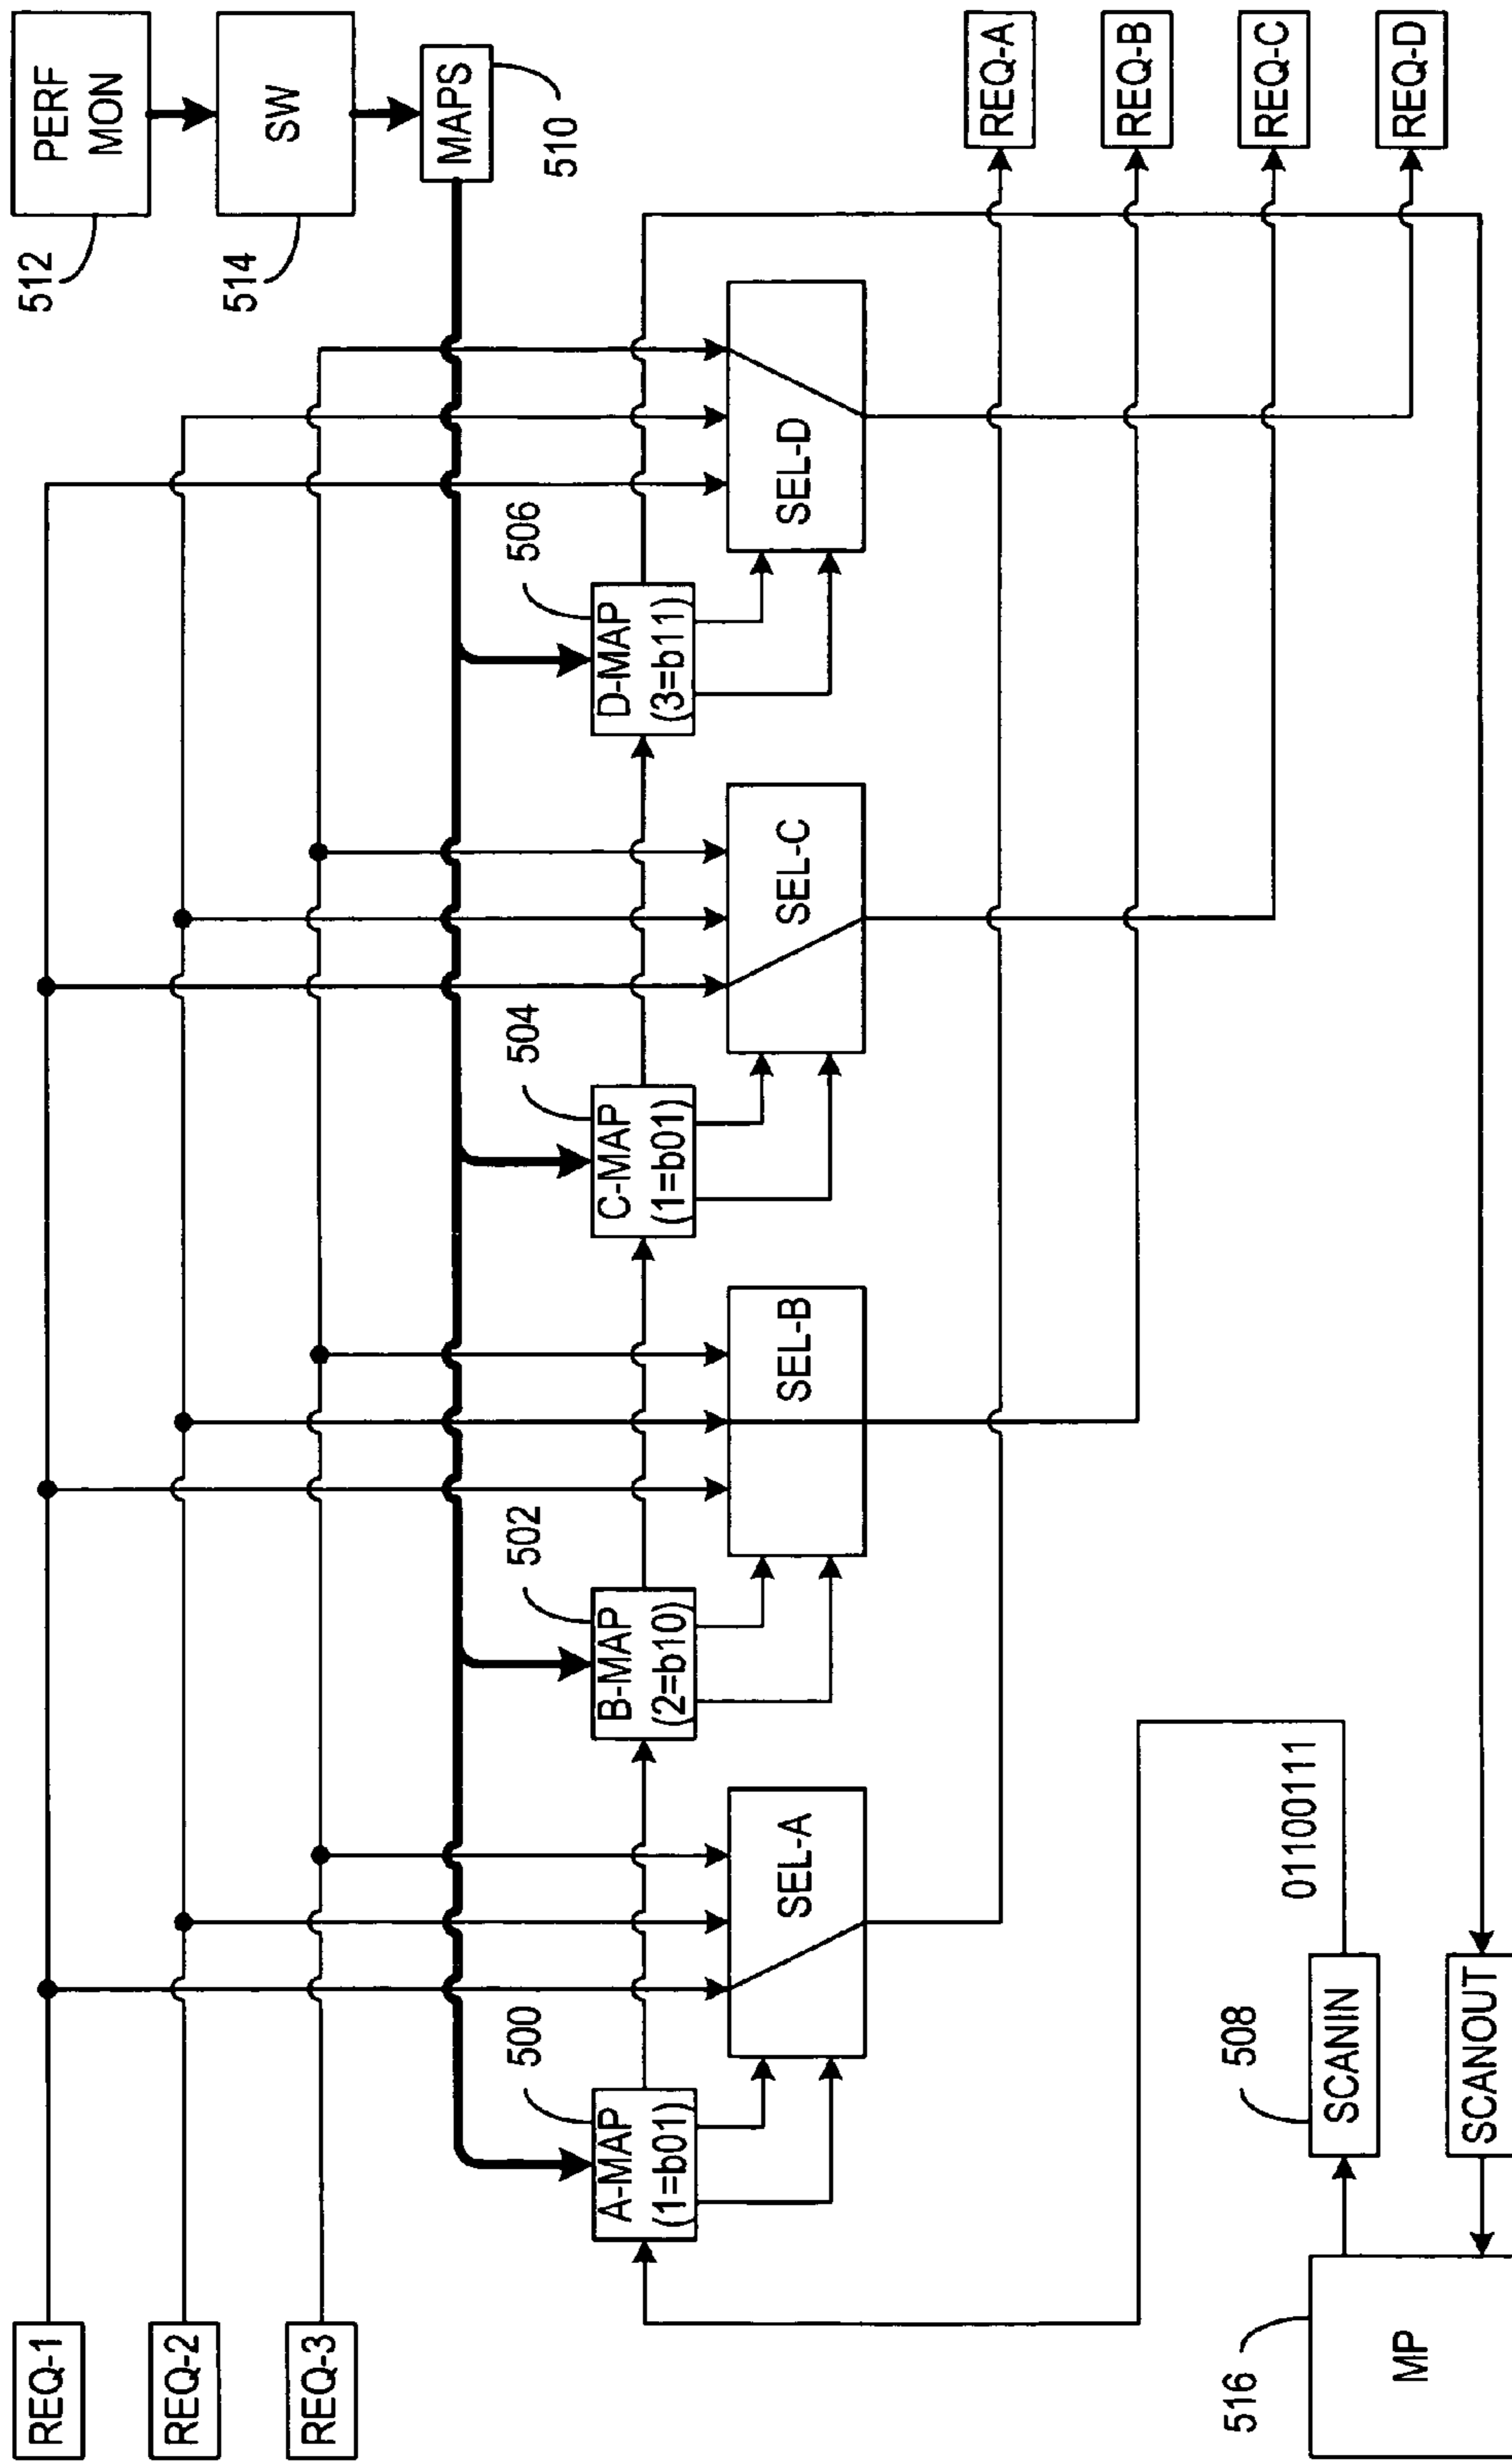 REQ-1
REQ-2
REQ-3
PERF
MON
512
SW
514
MAPS
510
A-MAP
(1=b01)
500
SEL-A
B-MAP
(2=b10)
502
SEL-B
C-MAP
(1=b01)
504
SEL-C
D-MAP
(3=b11)
506
SEL-D
REQ-A
REQ-B
REQ-C
REQ-D
516
MP
508
SCANIN
01100111
SCANOUT